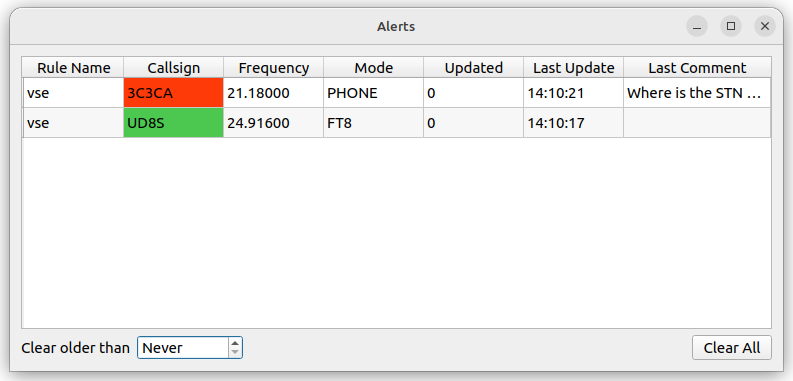 Alerts
Rule Name Callsign Frequency Mode Updated Last Update Last Comment
vse 3C3CA 21.18000 PHONE 0 14:10:21 Where is the STN ...
vse UD8S 24.91600 FT8 0 14:10:17
Clear older than Never Clear All